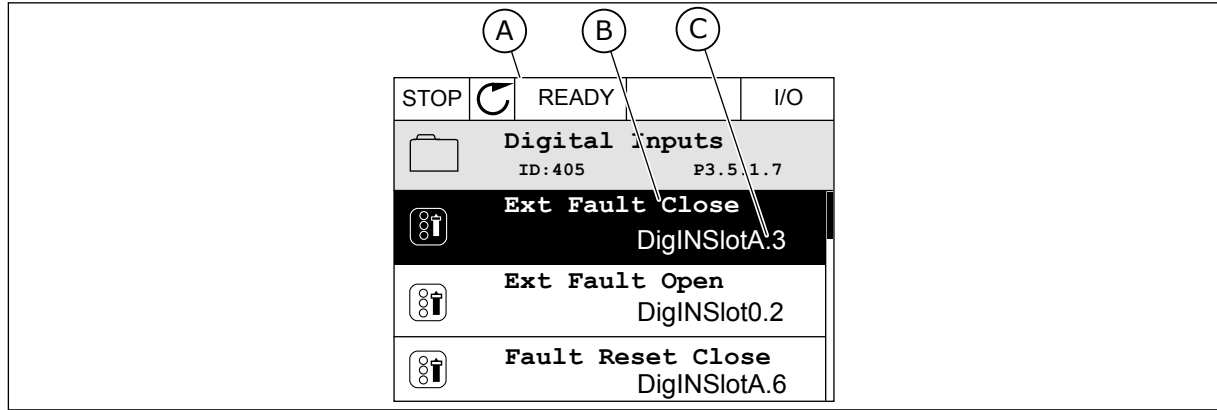 A B C
STOP READY I/O
Digital Inputs
ID:405 P3.5.1.7
Ext Fault Close
DigINSlotA.3
Ext Fault Open
DigINSlot0.2
Fault Reset Close
DigINSlotA.6